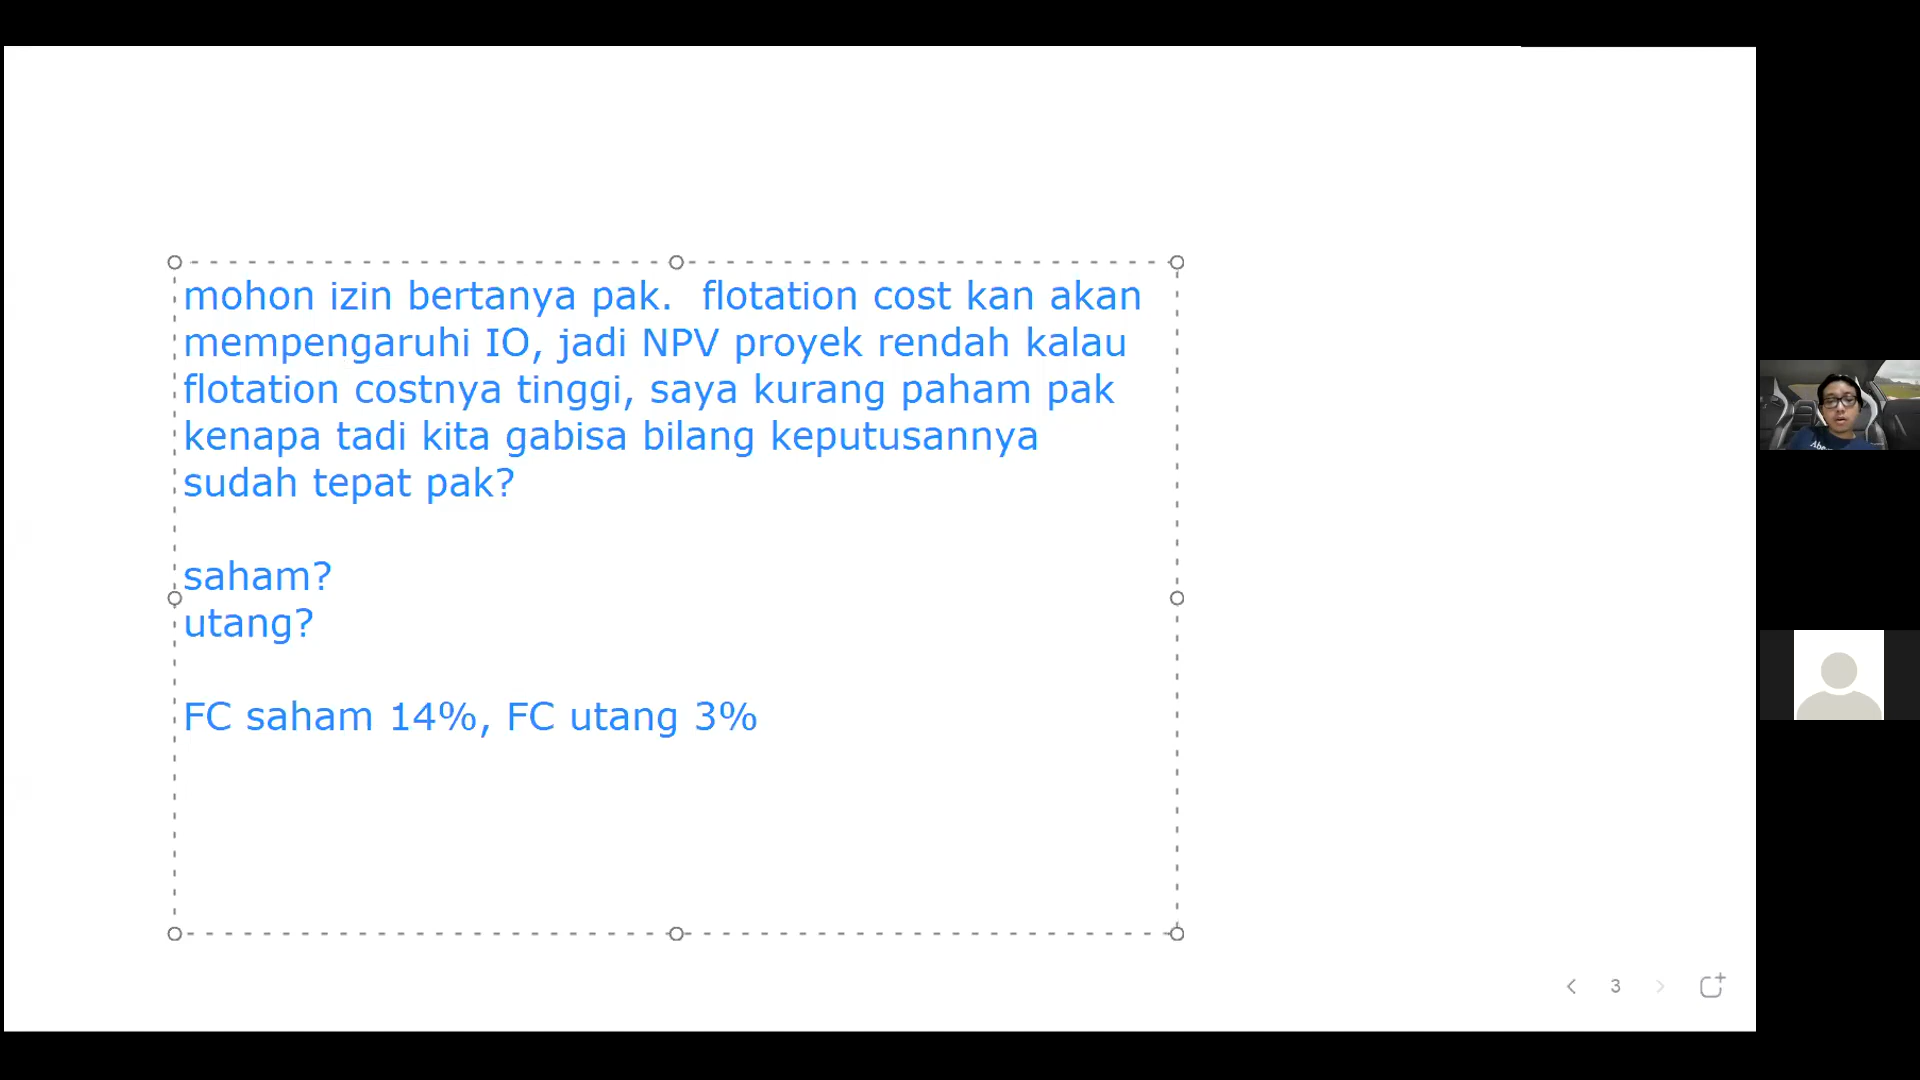 mohon izin bertanya pak.  flotation cost kan akan
mempengaruhi IO, jadi NPV proyek rendah kalau
flotation costnya tinggi, saya kurang paham pak
kenapa tadi kita gabisa bilang keputusannya
sudah tepat pak?
saham?
utang?
FC saham 14%, FC utang 3%
3